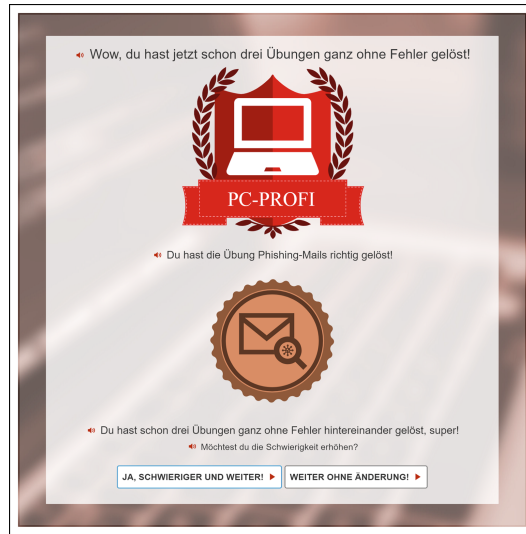 Wow, du hast jetzt schon drei Übungen ganz ohne Fehler gelöst!
PC-PROFI
Du hast die Übung Phishing-Mails richtig gelöst!
Du hast schon drei Übungen ganz ohne Fehler hintereinander gelöst, super!
Möchtest du die Schwierigkeit erhöhen?
JA, SCHWIERIGER UND WEITER! WEITER OHNE ÄNDERUNG!